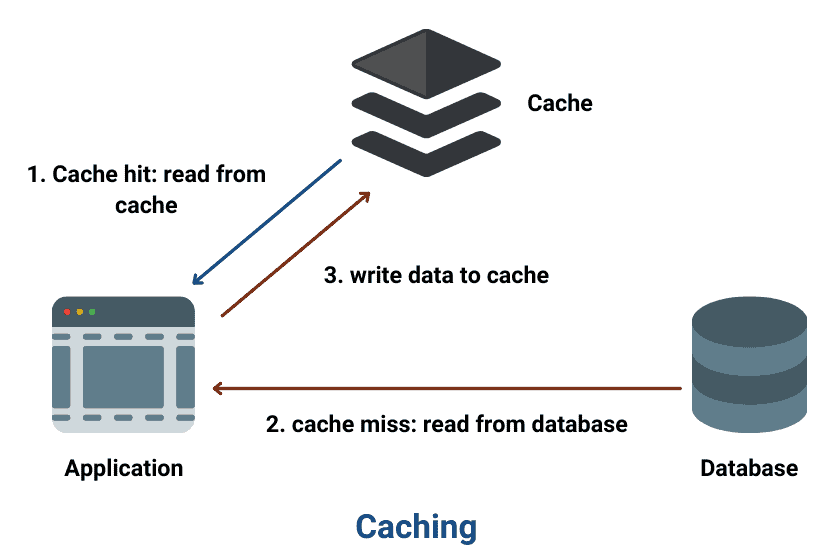 Cache
1. Cache hit: read from
cache
3. write data to cache
2. cache miss: read from database
Application
Database
Caching